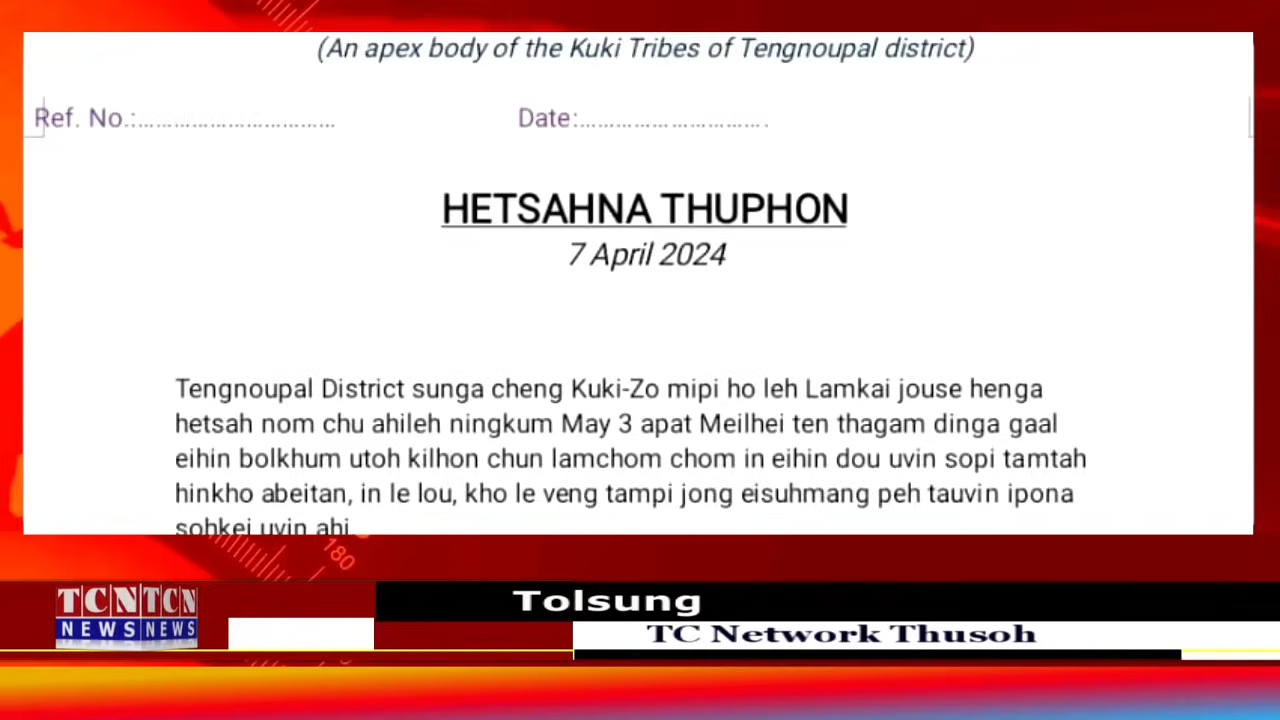 (An apex body of the Kuki Tribes of Tengnoupal district)
Ref. No.:................................. Date:...............................
HETSAHNA THUPHON
7 April 2024
Tengnoupal District sunga cheng Kuki-Zo mipi ho leh Lamkai jouse henga
hetsah nom chu ahileh ningkum May 3 apat Meilhei ten thagam dinga gaal
eihin bolkhum utoh kilhon chun lamchom chom in eihin dou uvin sopi tamtah
hinkho abeitan, in le lou, kho le veng tampi jong eisuhmang peh tauvin ipona
sohkei uvin ahi.
180
TCN TCN
NEWS NEWS
Tolsung
TC Network Thusoh